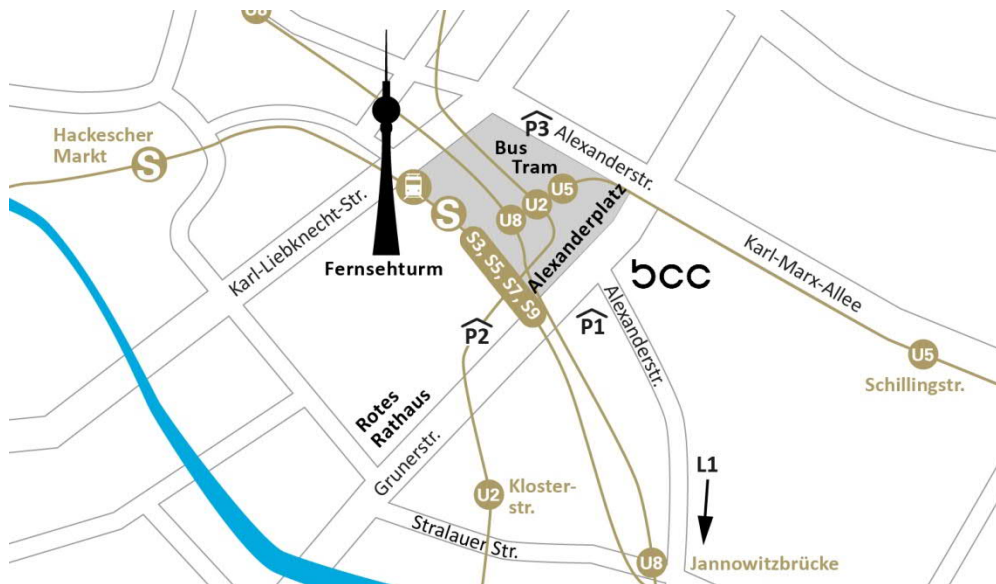 U8
Hackescher
Markt
S
P3
Alexanderstr.
Bus
Tram
U5
U2
U8
S
S3, S5, S7, S9
Alexanderplatz
Karl-Liebknecht-Str.
Fernsehturm
bcc
Karl-Marx-Allee
P2
P1
Alexanderstr.
U5
Schillingstr.
Rotes
Rathaus
Grunerstr.
L1
U2
Kloster-
str.
Stralauer Str.
U8
Jannowitzbrücke